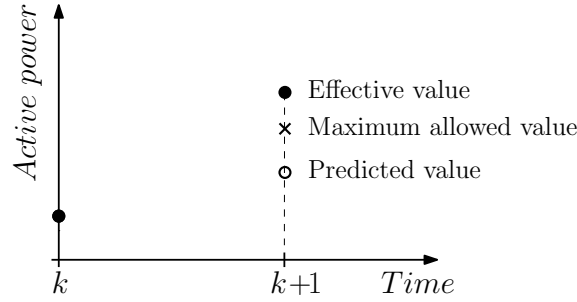 Active power
Effective value
Maximum allowed value
Predicted value
k
k+1
Time